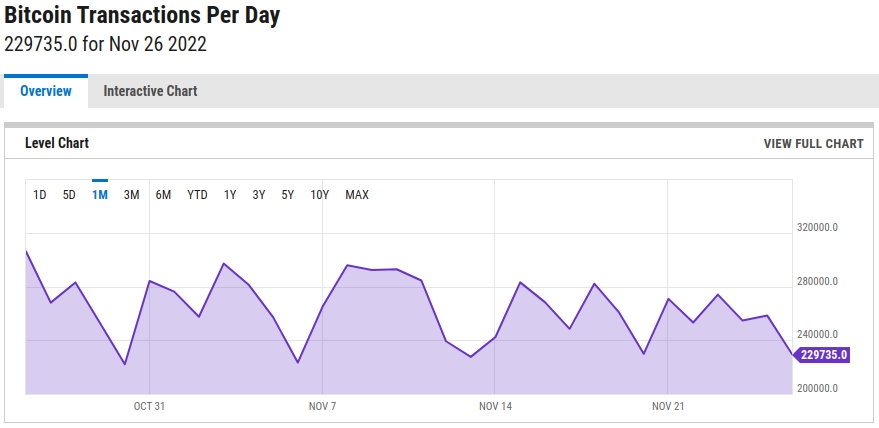 Bitcoin Transactions Per Day
229735.0 for Nov 26 2022
Overview Interactive Chart
Level Chart VIEW FULL CHART
1D 5D 1M 3M 6M YTD 1Y 3Y 5Y 10Y MAX
320000.0
280000.0
240000.0
229735.0
200000.0
OCT 31 NOV 7 NOV 14 NOV 21